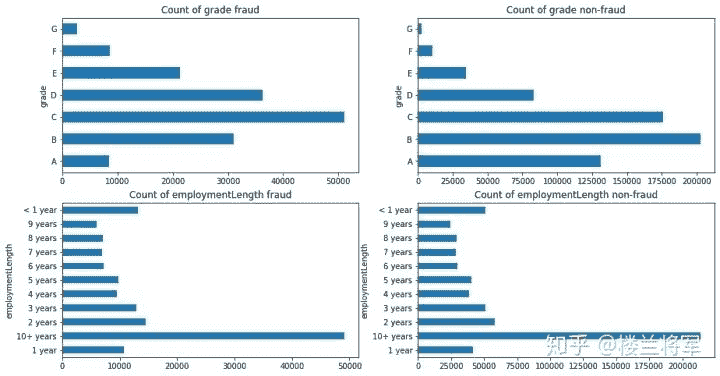 Count of grade fraud
grade
G
F
E
D
C
B
A
0 10000 20000 30000 40000 50000
Count of grade non-fraud
grade
G
F
E
D
C
B
A
0 25000 50000 75000 100000 125000 150000 175000 200000
Count of employmentLength fraud
employmentLength
< 1 year
9 years
8 years
7 years
6 years
5 years
4 years
3 years
2 years
10+ years
1 year
0 10000 20000 30000 40000 50000
Count of employmentLength non-fraud
employmentLength
< 1 year
9 years
8 years
7 years
6 years
5 years
4 years
3 years
2 years
10+ years
1 year
0 25000 50000 75000 100000 125000 150000 175000 200000
知乎 @楼兰将军